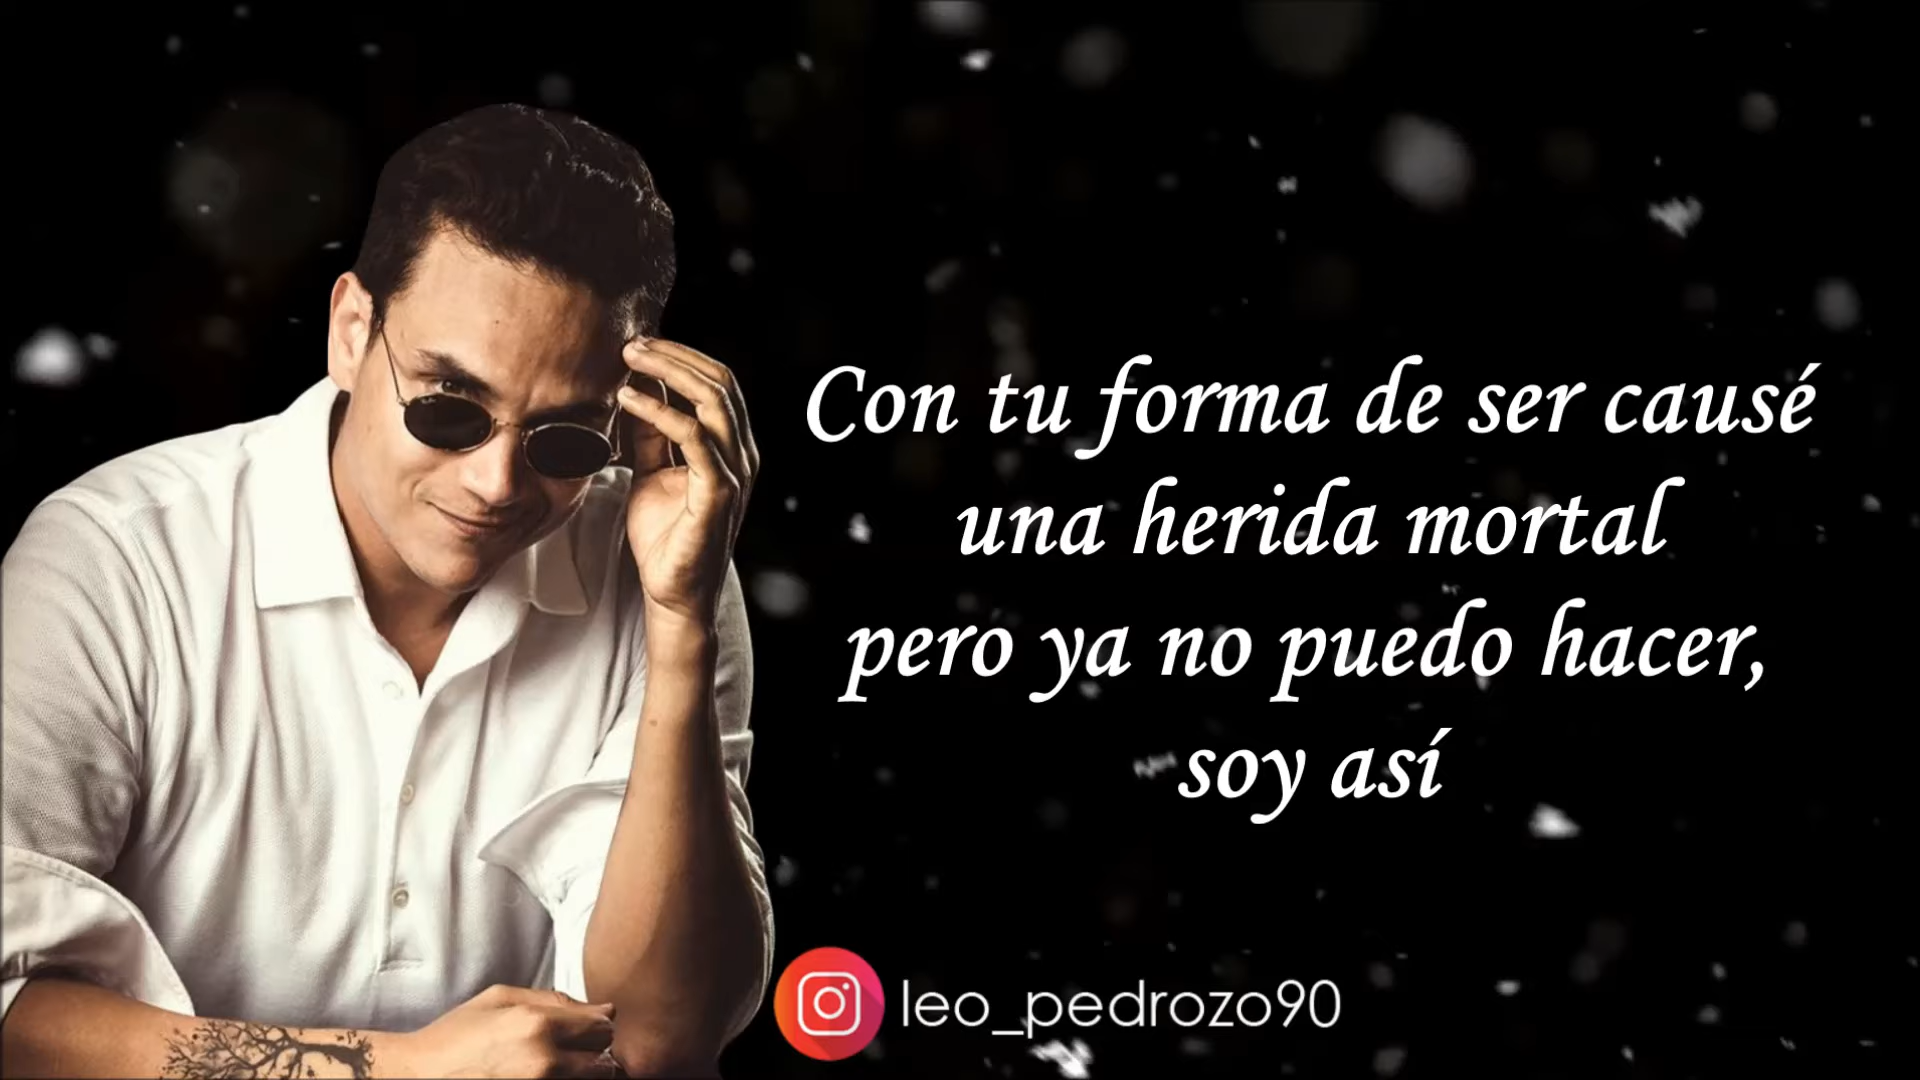 Con tu forma de ser causé
una herida mortal
pero ya no puedo hacer,
soy así
leo_pedrozo90